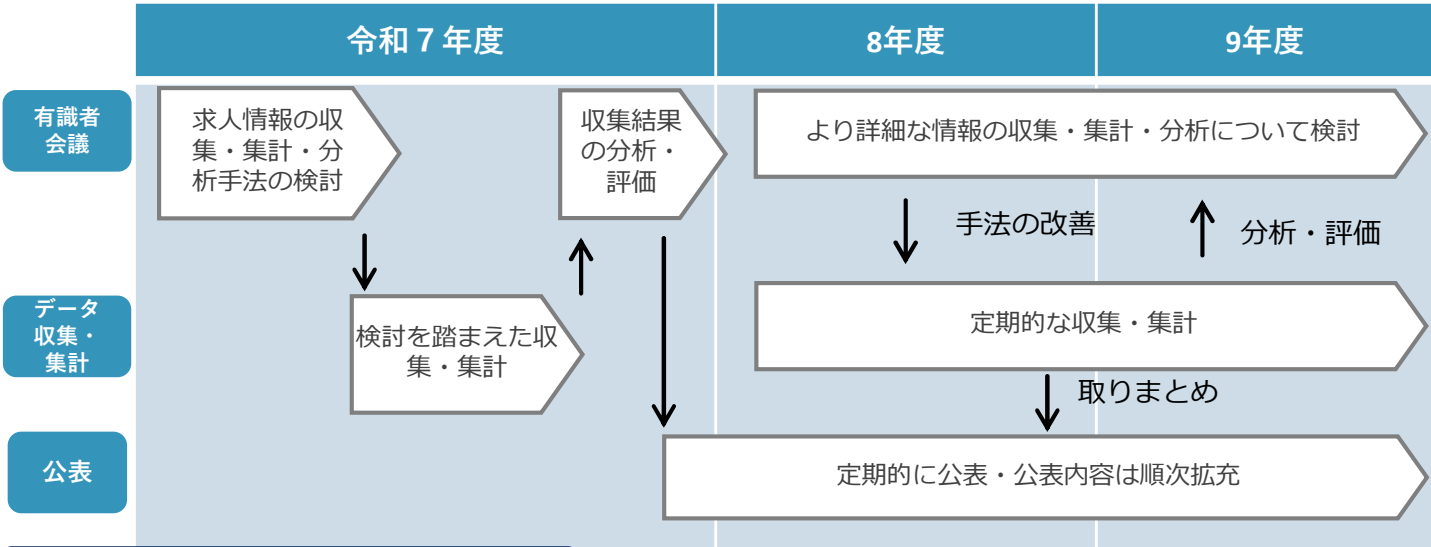 令和７年度
8年度
9年度
有識者
会議
求人情報の収
集・集計・分
析手法の検討
収集結果
の分析・
評価
より詳細な情報の収集・集計・分析について検討
手法の改善
分析・評価
データ
収集・
集計
検討を踏まえた収
集・集計
定期的な収集・集計
取りまとめ
公表
定期的に公表・公表内容は順次拡充